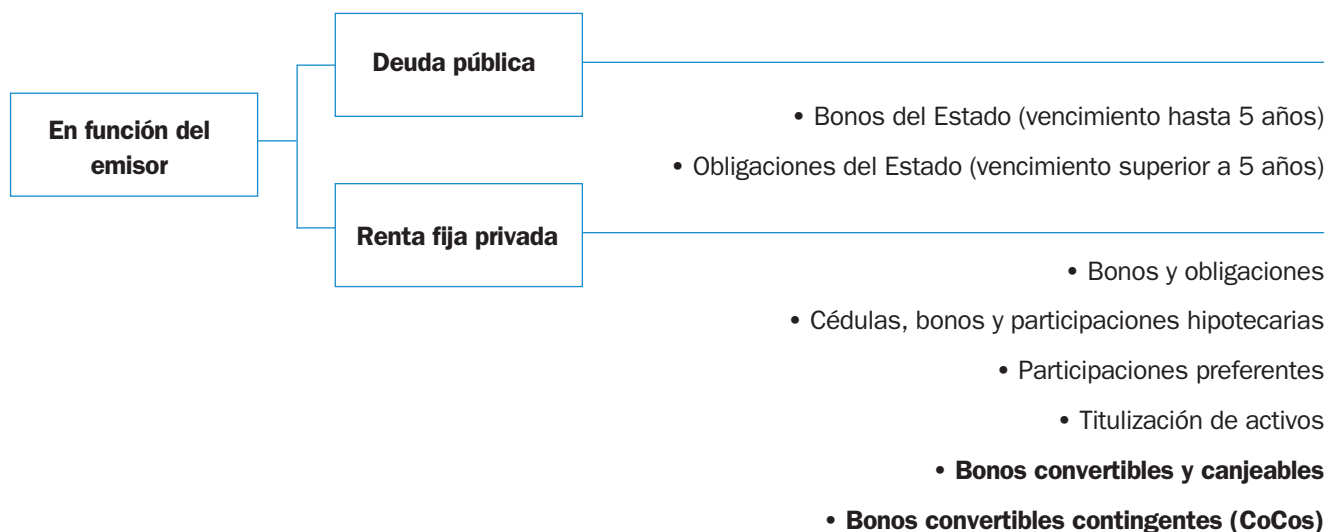 Deuda pública
En función del
emisor
• Bonos del Estado (vencimiento hasta 5 años)
• Obligaciones del Estado (vencimiento superior a 5 años)
Renta fija privada
• Bonos y obligaciones
• Cédulas, bonos y participaciones hipotecarias
• Participaciones preferentes
• Titulización de activos
• Bonos convertibles y canjeables
• Bonos convertibles contingentes (CoCos)